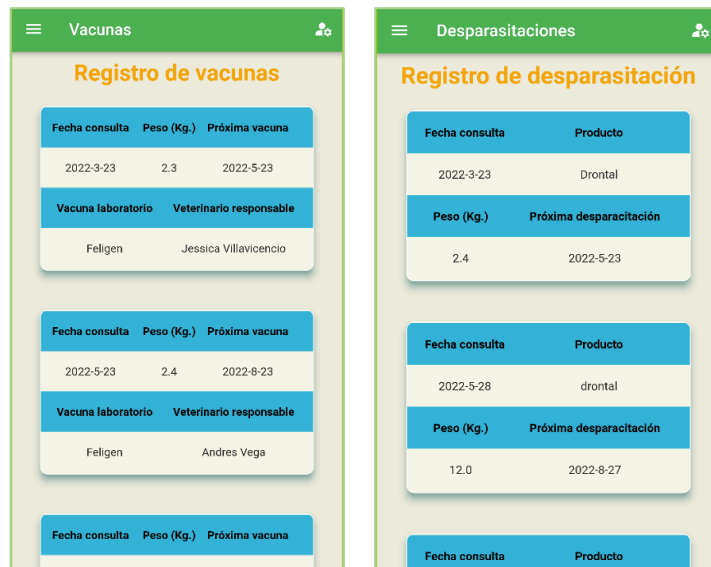 Vacunas
Registro de vacunas
Fecha consulta Peso (Kg.) Próxima vacuna
2022-3-23 2.3 2022-5-23
Vacuna laboratorio Veterinario responsable
Feligen Jessica Villavicencio
Fecha consulta Peso (Kg.) Próxima vacuna
2022-5-23 2.4 2022-8-23
Vacuna laboratorio Veterinario responsable
Feligen Andres Vega
Fecha consulta Peso (Kg.) Próxima vacuna
Desparasitaciones
Registro de desparasitación
Fecha consulta Producto
2022-3-23 Drontal
Peso (Kg.) Próxima desparacitación
2.4 2022-5-23
Fecha consulta Producto
2022-5-28 drontal
Peso (Kg.) Próxima desparacitación
12.0 2022-8-27
Fecha consulta Producto